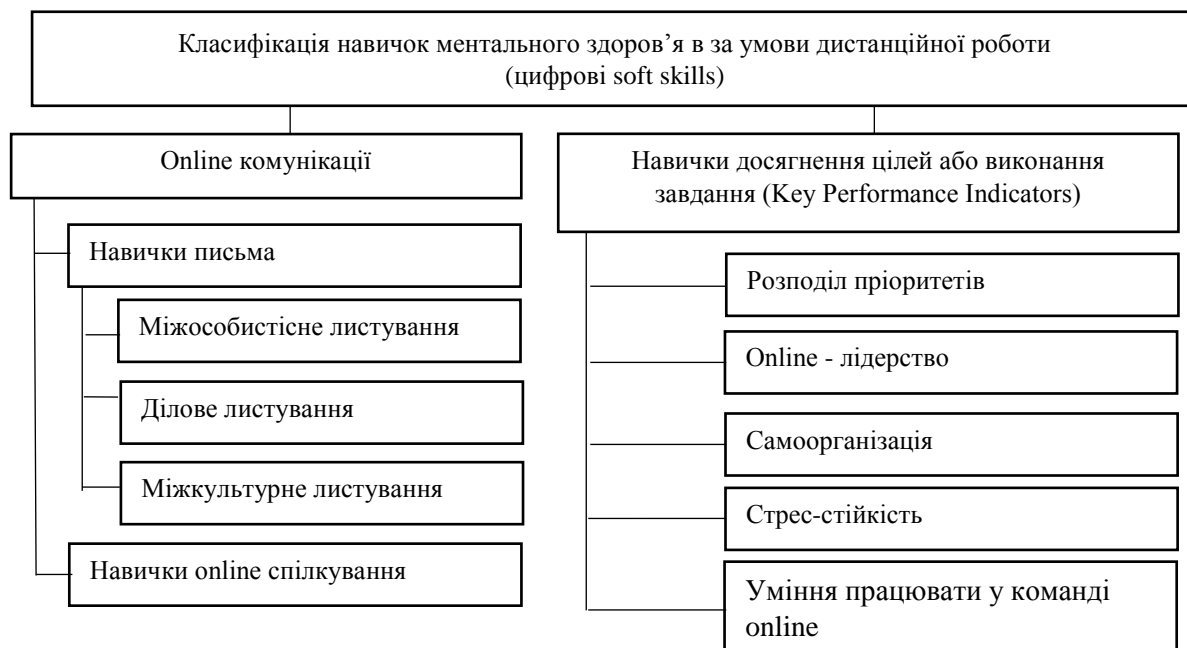 Класифікація навичок ментального здоров’я в за умови дистанційної роботи
(цифрові soft skills)
Online комунікації
Навички письма
Міжособистісне листування
Ділове листування
Міжкультурне листування
Навички online спілкування
Навички досягнення цілей або виконання
завдання (Key Performance Indicators)
Розподіл пріоритетів
Online - лідерство
Самоорганізація
Стрес-стійкість
Уміння працювати у команді
online